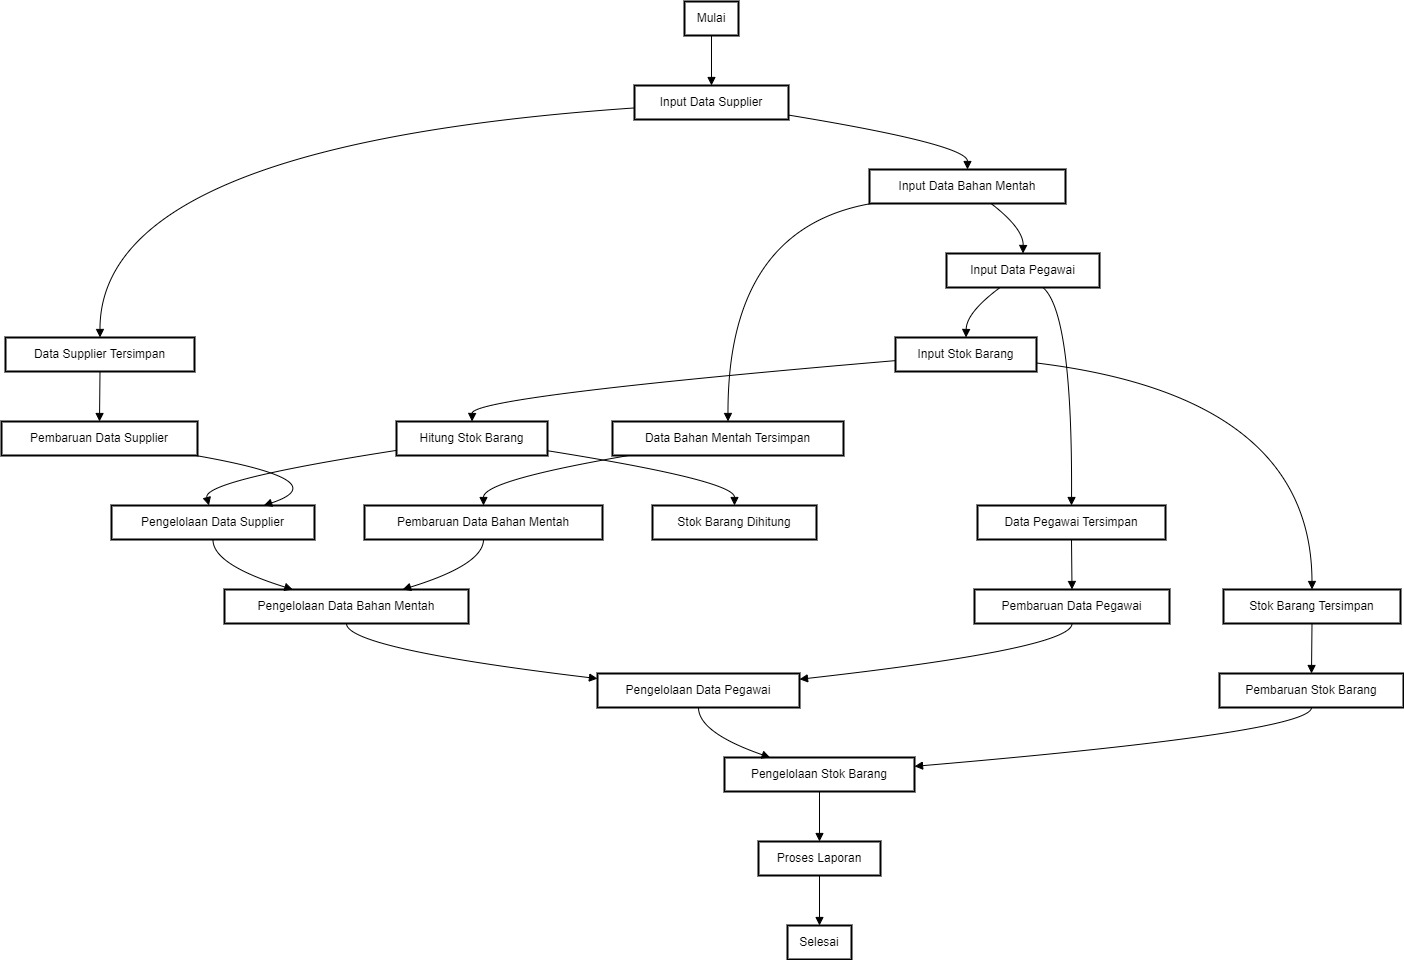 Mulai
Input Data Supplier
Input Data Bahan Mentah
Input Data Pegawai
Data Supplier Tersimpan
Input Stok Barang
Pembaruan Data Supplier
Hitung Stok Barang
Data Bahan Mentah Tersimpan
Pengelolaan Data Supplier
Pembaruan Data Bahan Mentah
Stok Barang Dihitung
Data Pegawai Tersimpan
Pengelolaan Data Bahan Mentah
Pembaruan Data Pegawai
Stok Barang Tersimpan
Pengelolaan Data Pegawai
Pembaruan Stok Barang
Pengelolaan Stok Barang
Proses Laporan
Selesai